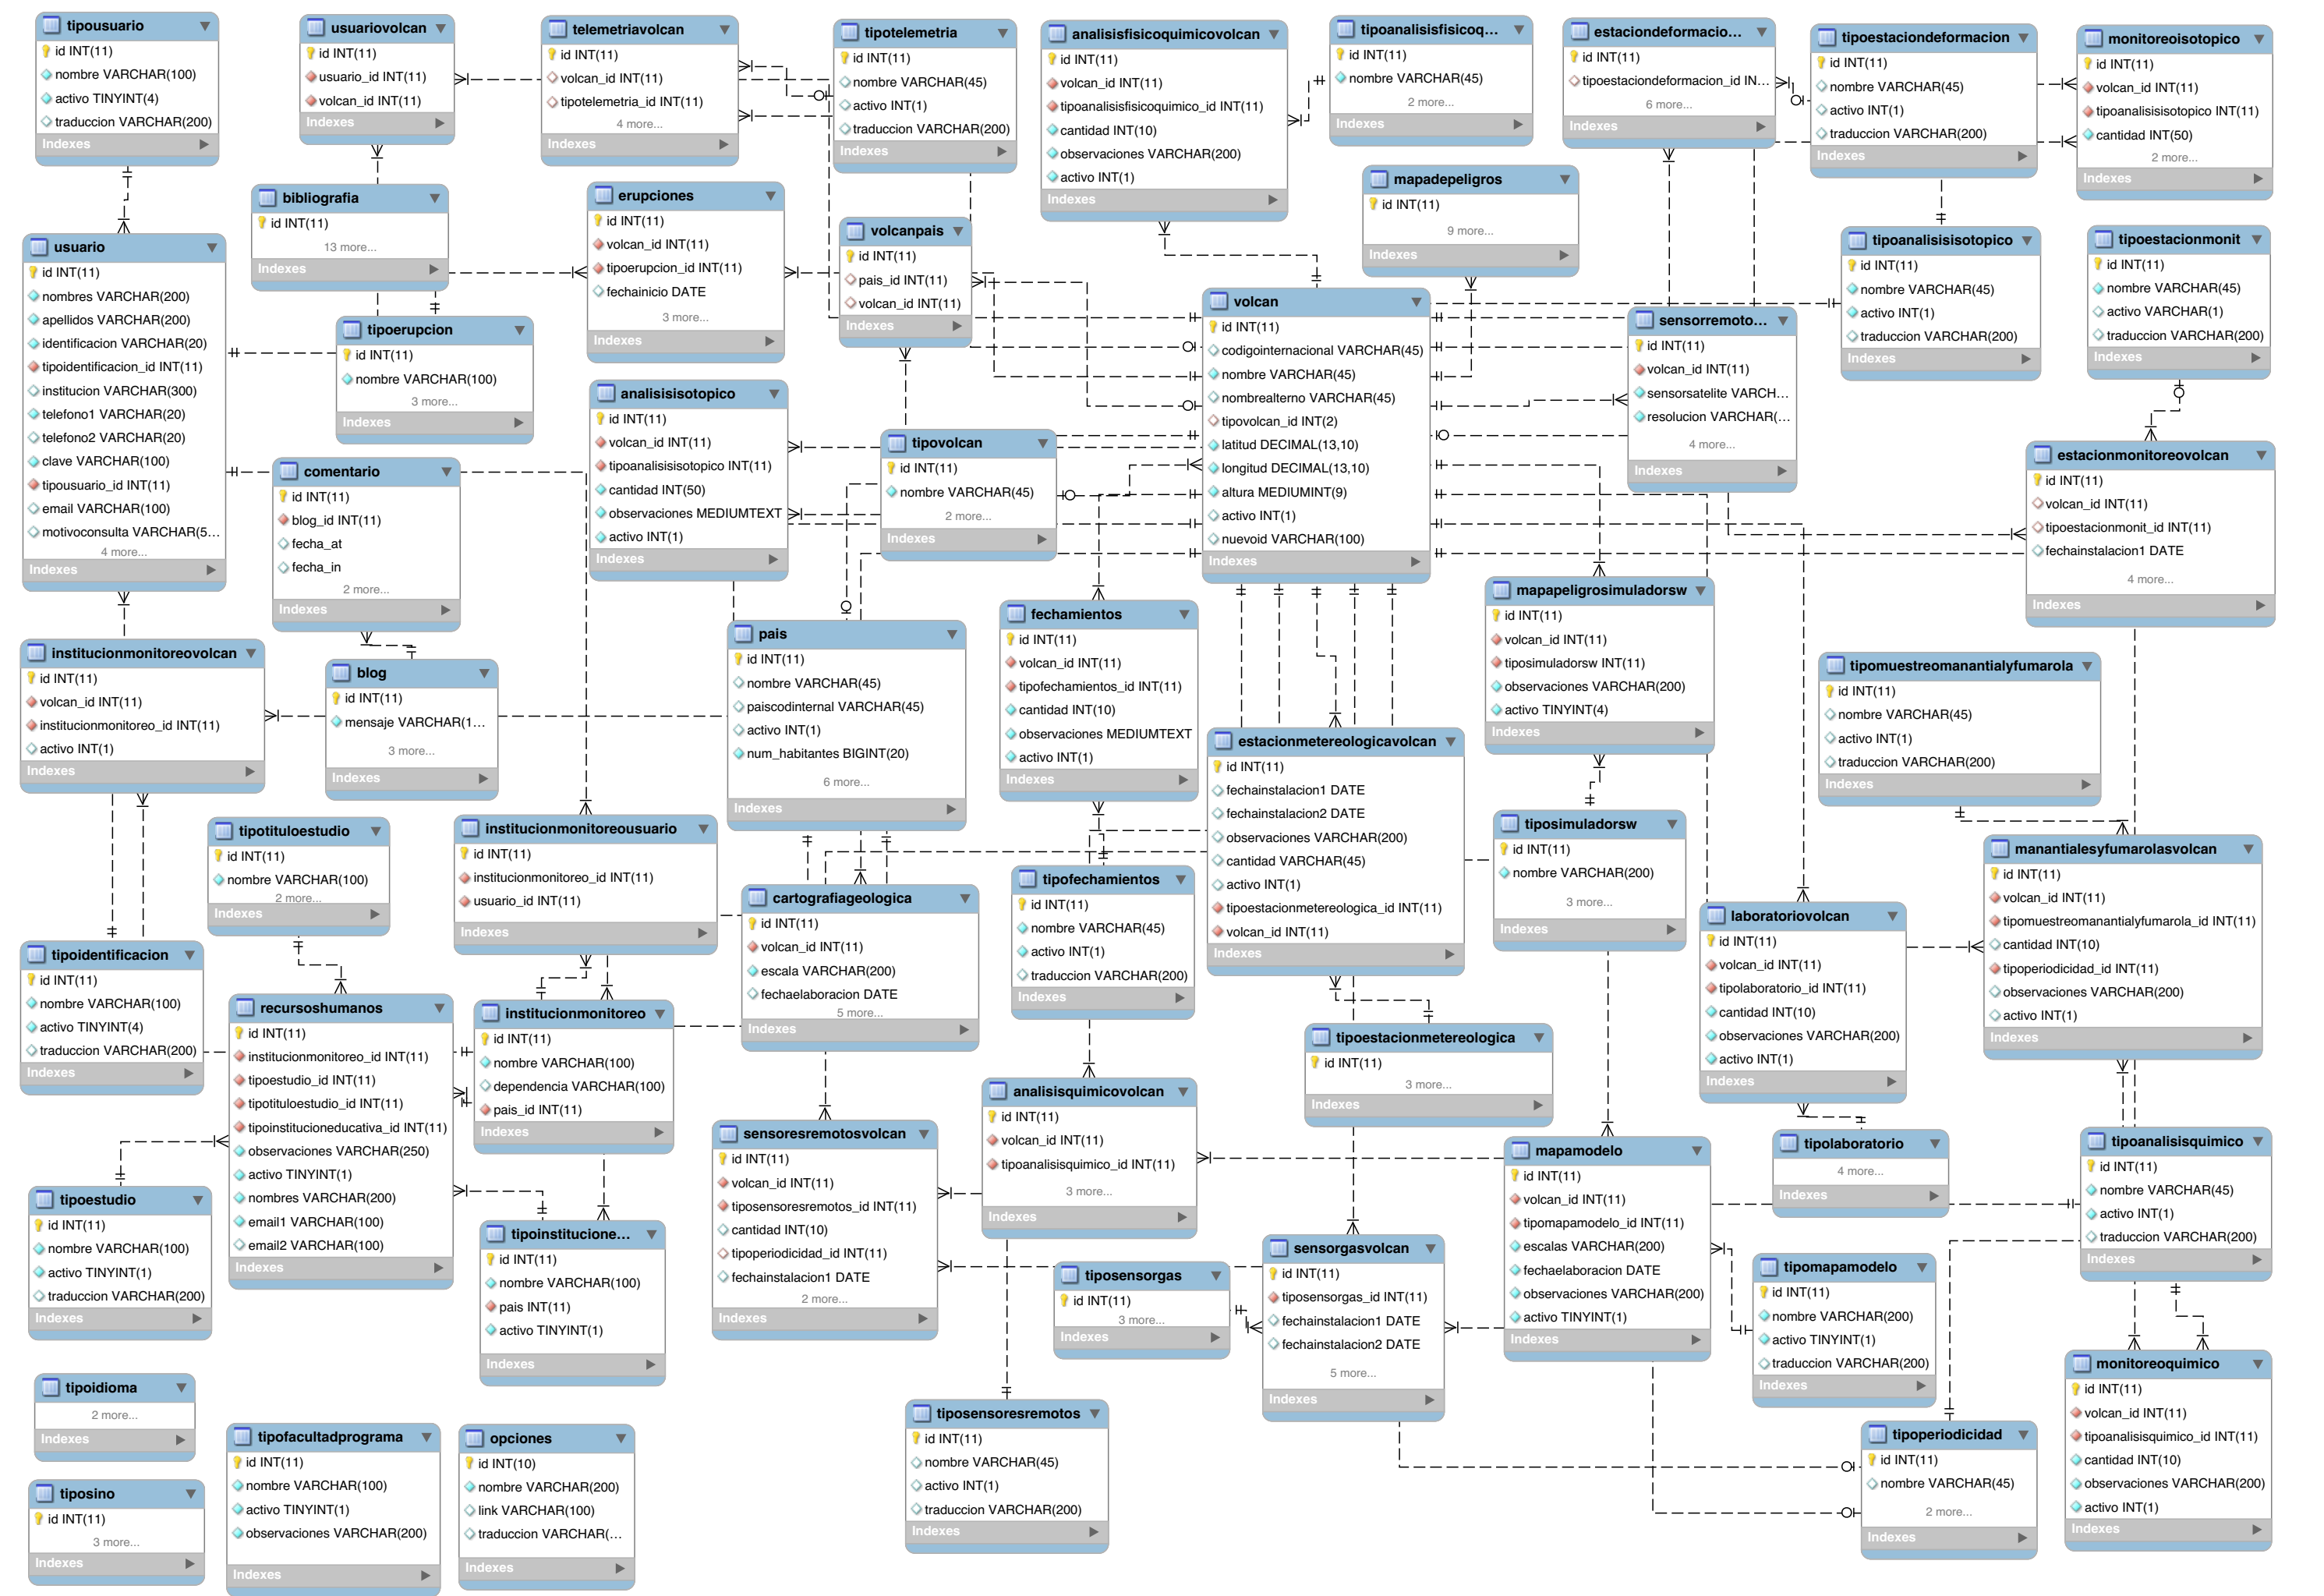 tipousuario
id INT(11)
nombre VARCHAR(100)
activo TINYINT(4)
traduccion VARCHAR(200)
Indexes
usuariovolcan
id INT(11)
usuario_id INT(11)
volcan_id INT(11)
Indexes
telemetriavolcan
id INT(11)
volcan_id INT(11)
tipotelemetria_id INT(11)
4 more...
Indexes
tipotelemetria
id INT(11)
nombre VARCHAR(45)
activo INT(1)
traduccion VARCHAR(200)
Indexes
analisisfisicoquimicovolcan
id INT(11)
volcan_id INT(11)
tipoanalisisfisicoquimico_id INT(11)
cantidad INT(10)
observaciones VARCHAR(200)
activo INT(1)
Indexes
tipoanalisisfisicoq...
id INT(11)
nombre VARCHAR(45)
2 more...
Indexes
estaciondeformacio...
id INT(11)
tipoestaciondeformacion_id IN...
6 more...
Indexes
tipoestaciondeformacion
id INT(11)
nombre VARCHAR(45)
activo INT(1)
traduccion VARCHAR(200)
Indexes
monitoreoisotopico
id INT(11)
volcan_id INT(11)
tipoanalisisisotopico INT(11)
cantidad INT(50)
2 more...
Indexes
bibliografia
id INT(11)
13 more...
Indexes
erupciones
id INT(11)
volcan_id INT(11)
tipoerupcion_id INT(11)
fechainicio DATE
3 more...
Indexes
volcanpais
id INT(11)
pais_id INT(11)
volcan_id INT(11)
Indexes
mapadepeligros
id INT(11)
9 more...
Indexes
tipoanalisisisotopico
id INT(11)
nombre VARCHAR(45)
activo INT(1)
traduccion VARCHAR(200)
Indexes
tipoestacionmonit
id INT(11)
nombre VARCHAR(45)
activo VARCHAR(1)
traduccion VARCHAR(200)
Indexes
usuario
id INT(11)
nombres VARCHAR(200)
apellidos VARCHAR(200)
identificacion VARCHAR(20)
tipoidentificacion_id INT(11)
institucion VARCHAR(300)
telefono1 VARCHAR(20)
telefono2 VARCHAR(20)
clave VARCHAR(100)
tipousuario_id INT(11)
email VARCHAR(100)
motivoconsulta VARCHAR(5...
4 more...
Indexes
tipoerupcion
id INT(11)
nombre VARCHAR(100)
3 more...
Indexes
volcan
id INT(11)
codigointernacional VARCHAR(45)
nombre VARCHAR(45)
nombrealterno VARCHAR(45)
tipovolcan_id INT(2)
latitud DECIMAL(13,10)
longitud DECIMAL(13,10)
altura MEDIUMINT(9)
activo INT(1)
nuevoid VARCHAR(100)
Indexes
sensorremoto...
id INT(11)
volcan_id INT(11)
sensorsatelite VARCH...
resolucion VARCHAR(...
4 more...
Indexes
analisisisotopico
id INT(11)
volcan_id INT(11)
tipoanalisisisotopico INT(11)
cantidad INT(50)
observaciones MEDIUMTEXT
activo INT(1)
Indexes
tipovolcan
id INT(11)
nombre VARCHAR(45)
2 more...
Indexes
estacionmonitoreovolcan
id INT(11)
volcan_id INT(11)
tipoestacionmonit_id INT(11)
fechainstalacion1 DATE
4 more...
Indexes
comentario
id INT(11)
blog_id INT(11)
fecha_at
fecha_in
2 more...
Indexes
mapapeligrosimuladorsw
id INT(11)
volcan_id INT(11)
tiposimuladorsw INT(11)
observaciones VARCHAR(200)
activo TINYINT(4)
Indexes
fechamientos
id INT(11)
volcan_id INT(11)
tipofechamientos_id INT(11)
cantidad INT(10)
observaciones MEDIUMTEXT
activo INT(1)
Indexes
pais
id INT(11)
nombre VARCHAR(45)
paiscodinternal VARCHAR(45)
activo INT(1)
num_habitantes BIGINT(20)
6 more...
Indexes
institucionmonitoreovolcan
id INT(11)
volcan_id INT(11)
institucionmonitoreo_id INT(11)
activo INT(1)
Indexes
blog
id INT(11)
mensaje VARCHAR(1...
3 more...
Indexes
tipomuestreomanantialyfumarola
id INT(11)
nombre VARCHAR(45)
activo INT(1)
traduccion VARCHAR(200)
Indexes
estacionmetereologicavolcan
id INT(11)
fechainstalacion1 DATE
fechainstalacion2 DATE
observaciones VARCHAR(200)
cantidad VARCHAR(45)
activo INT(1)
tipoestacionmetereologica_id INT(11)
volcan_id INT(11)
Indexes
tipotituloestudio
id INT(11)
nombre VARCHAR(100)
2 more...
Indexes
institucionmonitoreousuario
id INT(11)
institucionmonitoreo_id INT(11)
usuario_id INT(11)
Indexes
tiposimuladorsw
id INT(11)
nombre VARCHAR(200)
3 more...
Indexes
manantialesyfumarolasvolcan
id INT(11)
volcan_id INT(11)
tipomuestreomanantialyfumarola_id INT(11)
cantidad INT(10)
tipoperiodicidad_id INT(11)
observaciones VARCHAR(200)
activo INT(1)
Indexes
tipofechamientos
id INT(11)
nombre VARCHAR(45)
activo INT(1)
traduccion VARCHAR(200)
Indexes
cartografiageologica
id INT(11)
volcan_id INT(11)
escala VARCHAR(200)
fechaelaboracion DATE
5 more...
Indexes
laboratoriovolcan
id INT(11)
volcan_id INT(11)
tipolaboratorio_id INT(11)
cantidad INT(10)
observaciones VARCHAR(200)
activo INT(1)
Indexes
tipoidentificacion
id INT(11)
nombre VARCHAR(100)
activo TINYINT(4)
traduccion VARCHAR(200)
Indexes
recursoshumanos
id INT(11)
institucionmonitoreo_id INT(11)
tipoestudio_id INT(11)
tipotituloestudio_id INT(11)
tipoinstitucioneducativa_id INT(11)
observaciones VARCHAR(250)
activo TINYINT(1)
nombres VARCHAR(200)
email1 VARCHAR(100)
email2 VARCHAR(100)
Indexes
institucionmonitoreo
id INT(11)
nombre VARCHAR(100)
dependencia VARCHAR(100)
pais_id INT(11)
Indexes
tipoestacionmetereologica
id INT(11)
3 more...
Indexes
analisisquimicovolcan
id INT(11)
volcan_id INT(11)
tipoanalisisquimico_id INT(11)
3 more...
Indexes
sensoresremotosvolcan
id INT(11)
volcan_id INT(11)
tiposensoresremotos_id INT(11)
cantidad INT(10)
tipoperiodicidad_id INT(11)
fechainstalacion1 DATE
2 more...
Indexes
mapamodelo
id INT(11)
volcan_id INT(11)
tipomapamodelo_id INT(11)
escalas VARCHAR(200)
fechaelaboracion DATE
observaciones VARCHAR(200)
activo TINYINT(1)
Indexes
tipolaboratorio
4 more...
Indexes
tipoanalisisquimico
id INT(11)
nombre VARCHAR(45)
activo INT(1)
traduccion VARCHAR(200)
Indexes
tipoestudio
id INT(11)
nombre VARCHAR(100)
activo TINYINT(1)
traduccion VARCHAR(200)
Indexes
tipoinstitucione...
id INT(11)
nombre VARCHAR(100)
pais INT(11)
activo TINYINT(1)
Indexes
sensorgasvolcan
id INT(11)
tiposensorgas_id INT(11)
fechainstalacion1 DATE
fechainstalacion2 DATE
5 more...
Indexes
tiposensorgas
id INT(11)
3 more...
Indexes
tipomapamodelo
id INT(11)
nombre VARCHAR(200)
activo TINYINT(1)
traduccion VARCHAR(200)
Indexes
monitoreoquimico
id INT(11)
volcan_id INT(11)
tipoanalisisquimico_id INT(11)
cantidad INT(10)
observaciones VARCHAR(200)
activo INT(1)
Indexes
tipoidioma
2 more...
Indexes
tiposino
id INT(11)
3 more...
Indexes
tipofacultadprograma
id INT(11)
nombre VARCHAR(100)
activo TINYINT(1)
observaciones VARCHAR(200)
Indexes
opciones
id INT(10)
nombre VARCHAR(200)
link VARCHAR(100)
traduccion VARCHAR(...
Indexes
tiposensoresremotos
id INT(11)
nombre VARCHAR(45)
activo INT(1)
traduccion VARCHAR(200)
Indexes
tipoperiodicidad
id INT(11)
nombre VARCHAR(45)
2 more...
Indexes